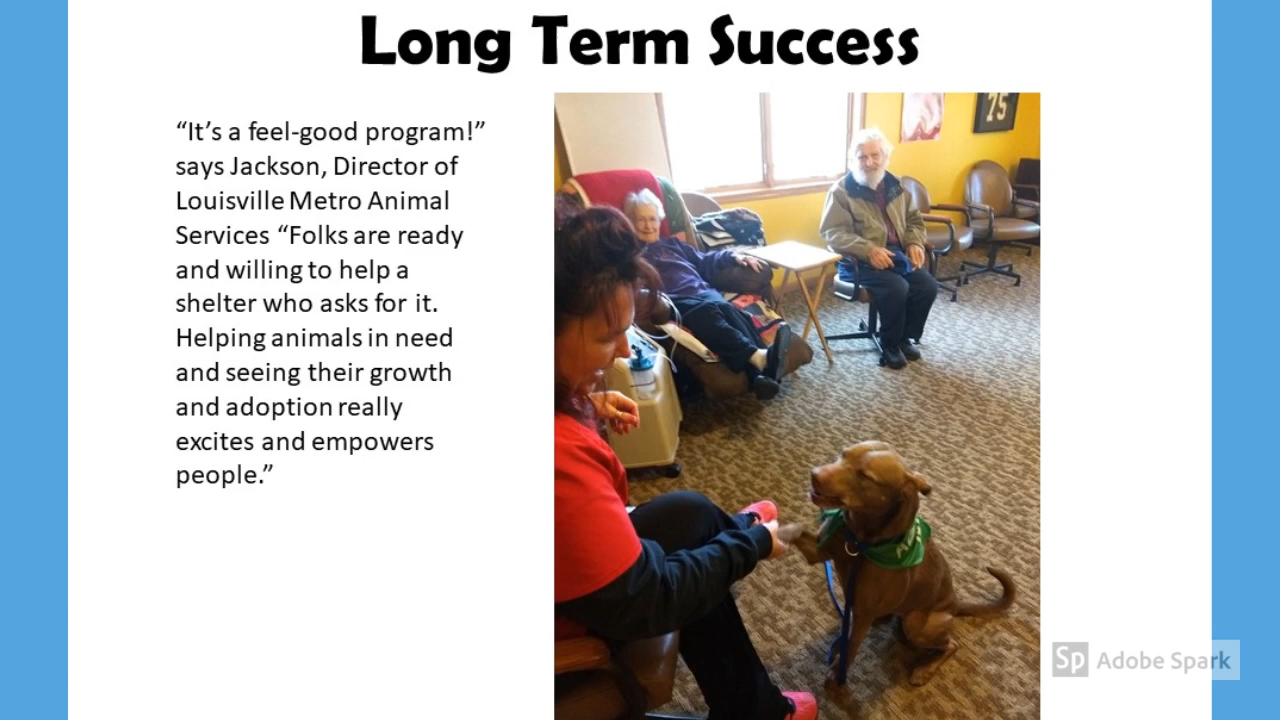 Long Term Success
“It’s a feel-good program!”
says Jackson, Director of
Louisville Metro Animal
Services “Folks are ready
and willing to help a
shelter who asks for it.
Helping animals in need
and seeing their growth
and adoption really
excites and empowers
people.”
75
Sp Adobe Spark